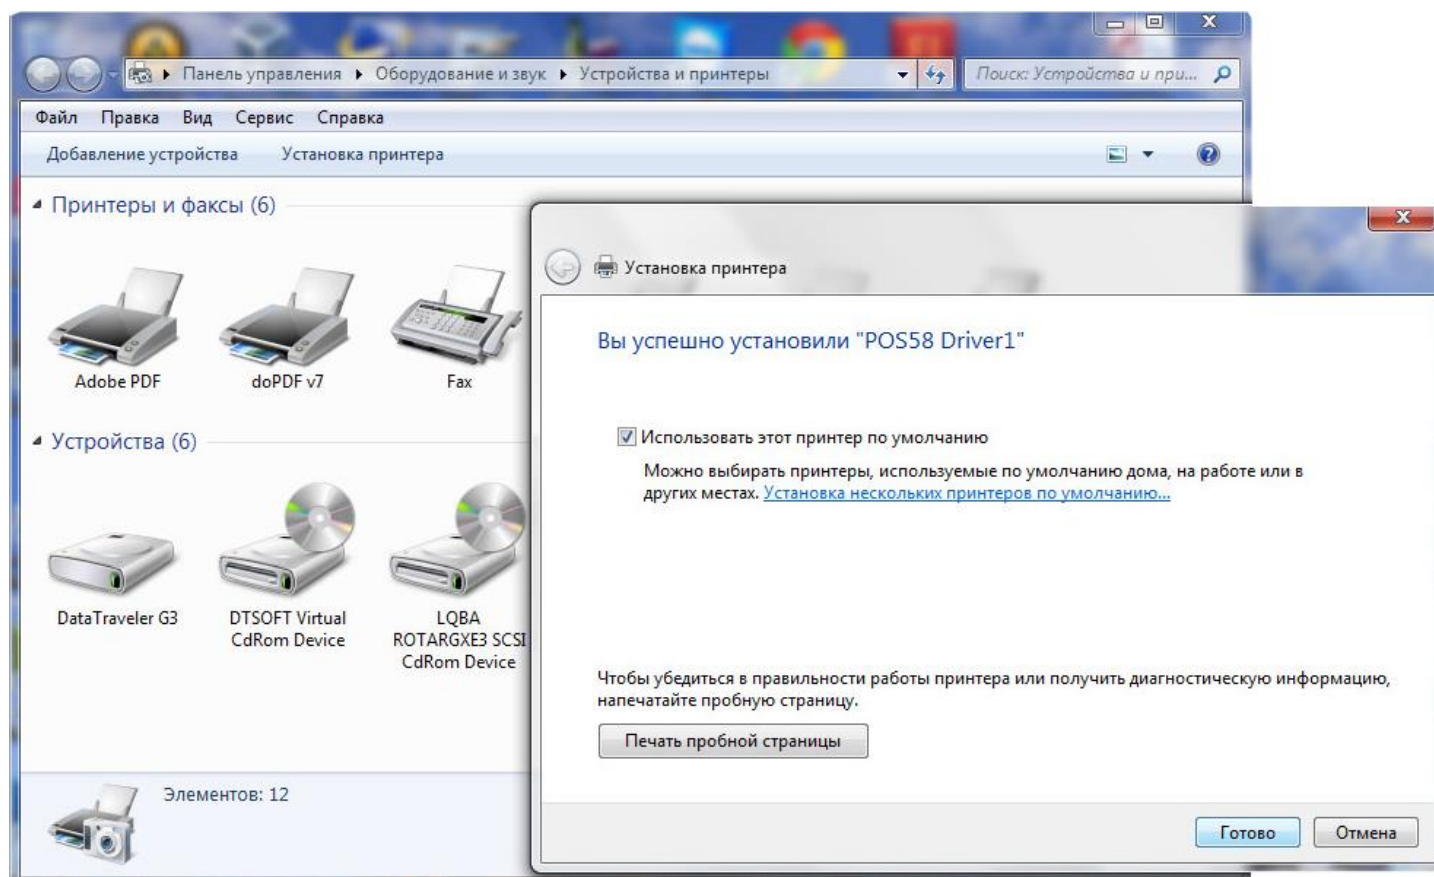 Панель управления ▸ Оборудование и звук ▸ Устройства и принтеры
Поиск: Устройства и при...
Файл Правка Вид Сервис Справка
Добавление устройства Установка принтера
Принтеры и факсы (6)
Adobe PDF
doPDF v7
Fax
Устройства (6)
DataTraveler G3
DTSOFT Virtual
CdRom Device
LQBA
ROTARGXE3 SCSI
CdRom Device
Элементов: 12
Установка принтера
Вы успешно установили "POS58 Driver1"
Использовать этот принтер по умолчанию
Можно выбирать принтеры, используемые по умолчанию дома, на работе или в
других местах. Установка нескольких принтеров по умолчанию...
Чтобы убедиться в правильности работы принтера или получить диагностическую информацию,
напечатайте пробную страницу.
Печать пробной страницы
Готово
Отмена